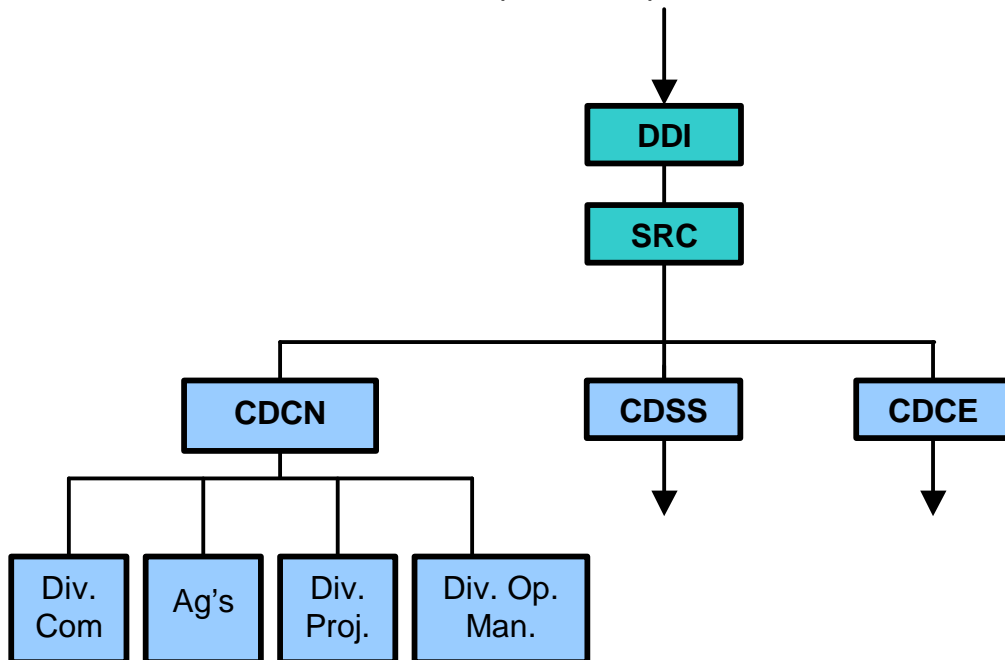 DDI
SRC
CDCN
CDSS
CDCE
Div.
Com
Ag's
Div.
Proj.
Div. Op.
Man.